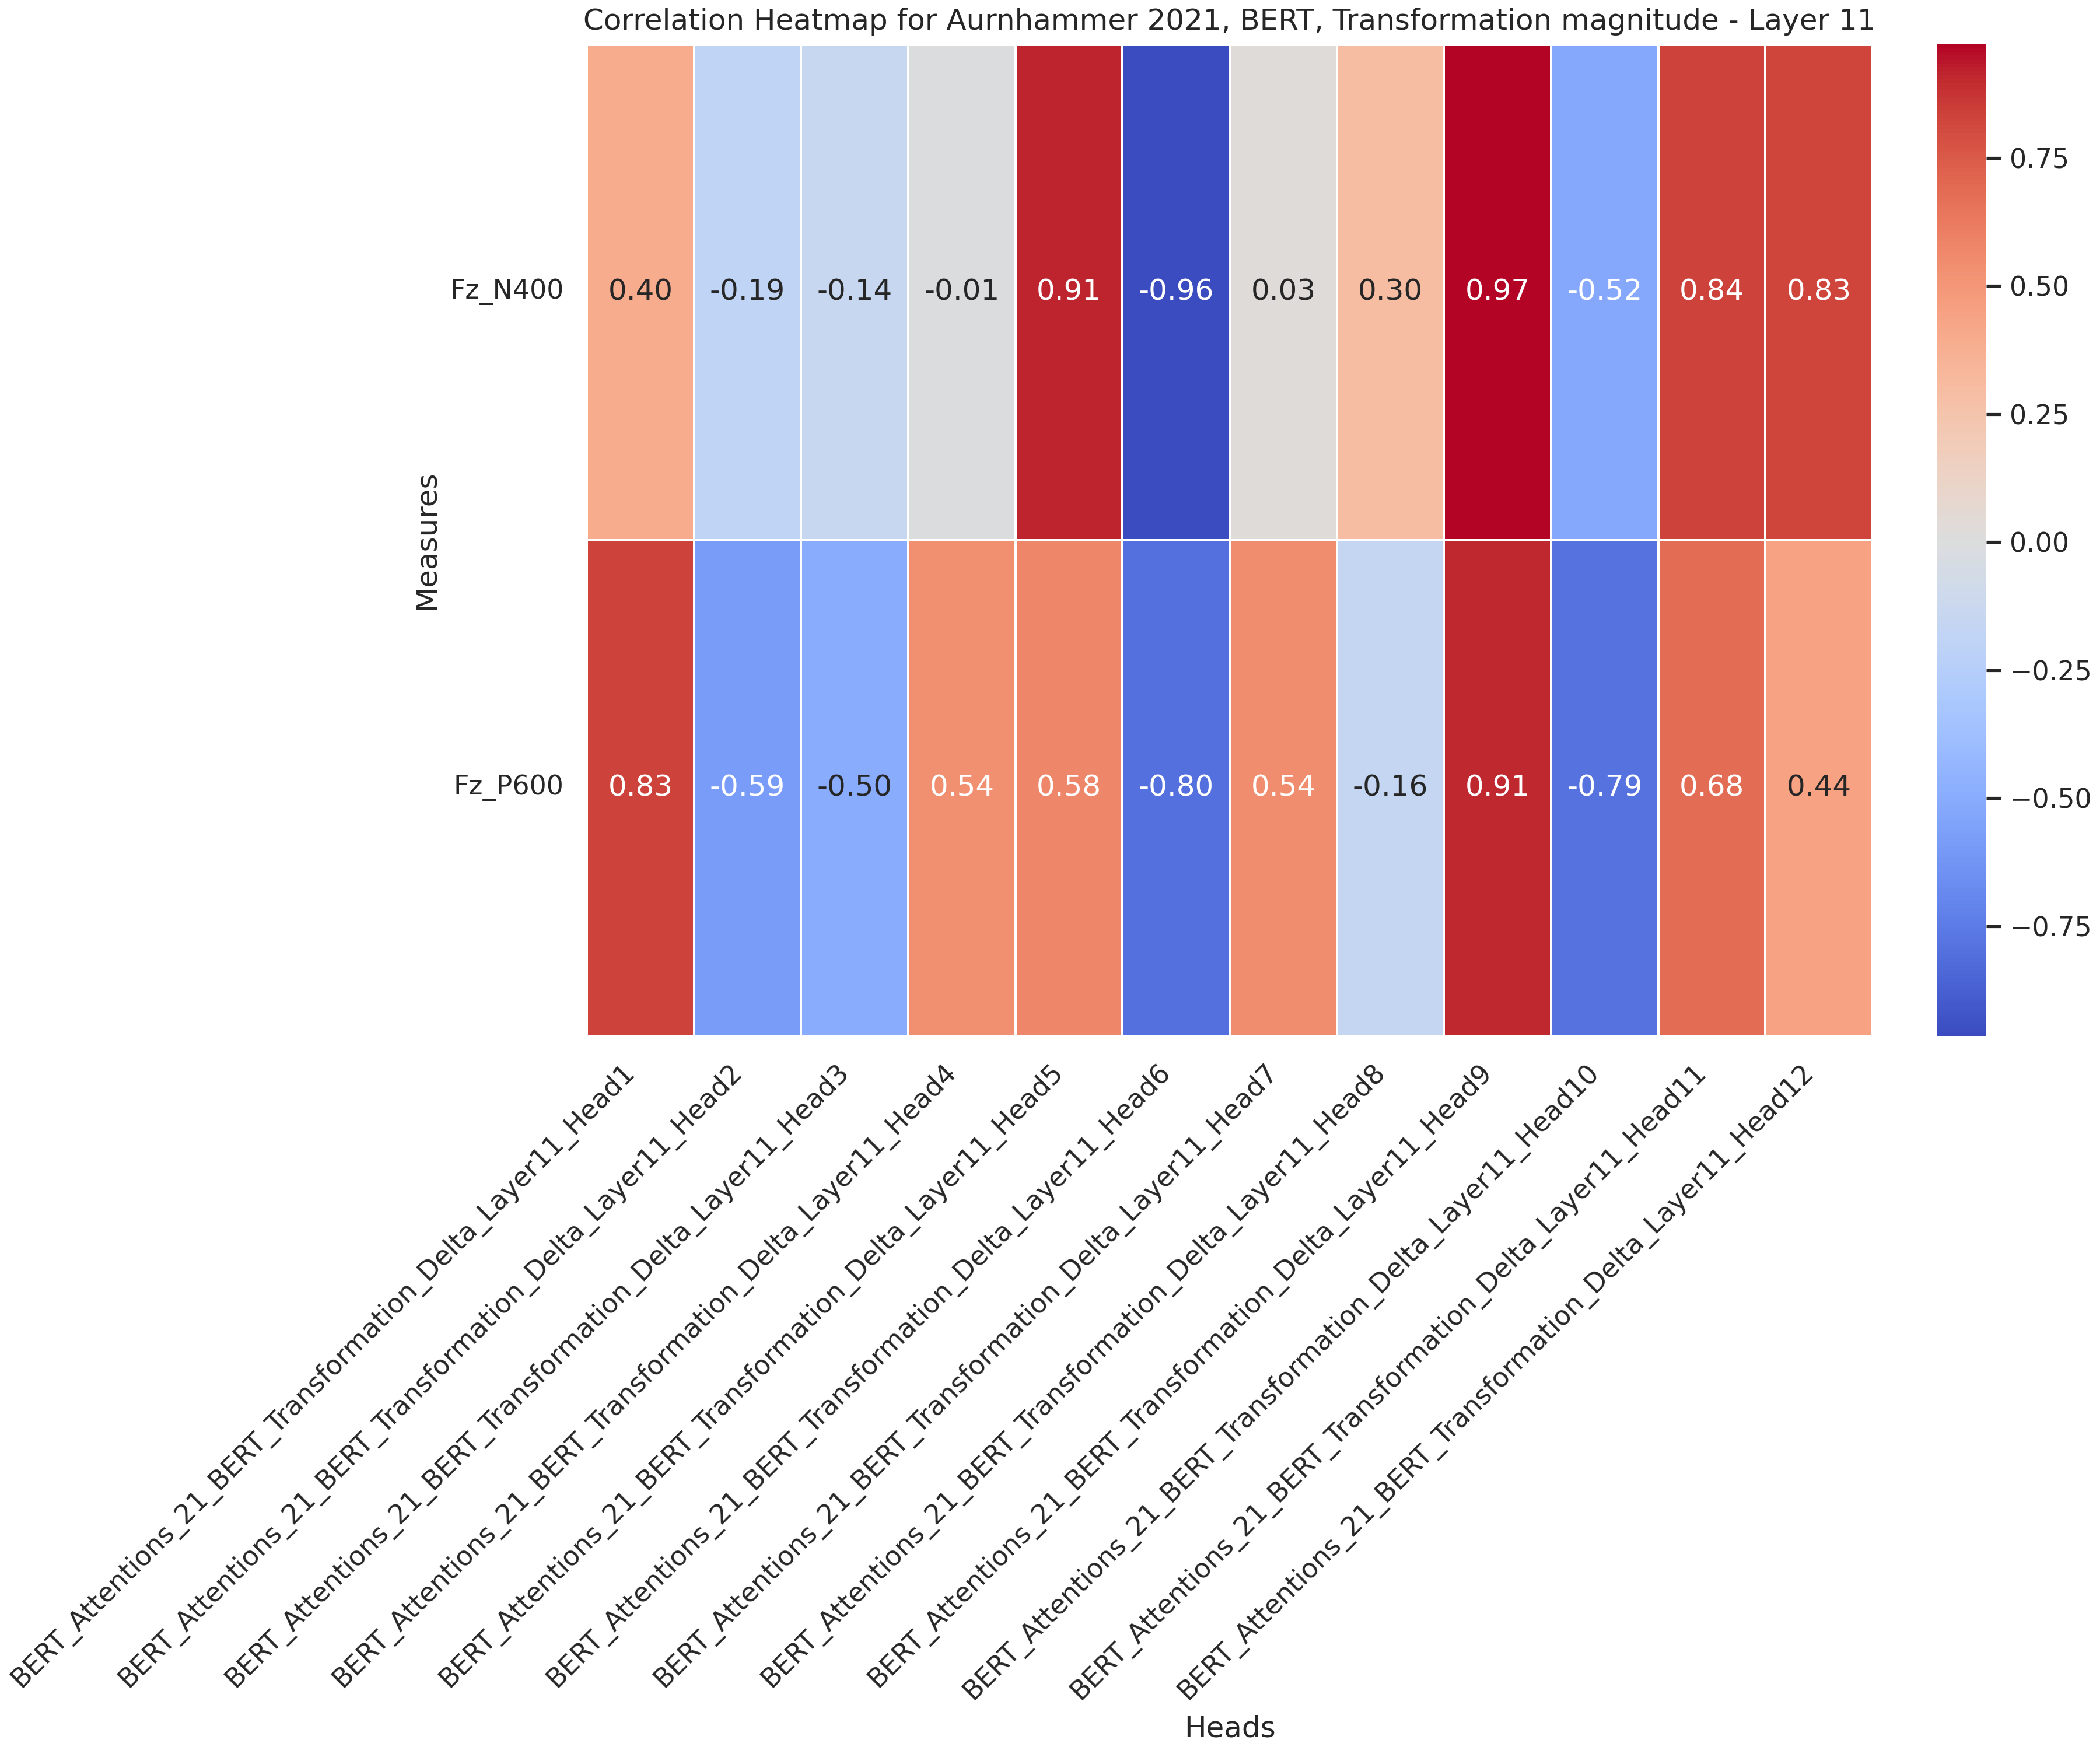 Correlation Heatmap for Aurnhammer 2021, BERT, Transformation magnitude - Layer 11
Measures
Fz_N400
0.40 -0.19 -0.14 -0.01 0.91 -0.96 0.03 0.30 0.97 -0.52 0.84 0.83
Fz_P600
0.83 -0.59 -0.50 0.54 0.58 -0.80 0.54 -0.16 0.91 -0.79 0.68 0.44
0.75
0.50
0.25
0.00
−0.25
−0.50
−0.75
BERT_Attentions_21_BERT_Transformation_Delta_Layer11_Head1
BERT_Attentions_21_BERT_Transformation_Delta_Layer11_Head2
BERT_Attentions_21_BERT_Transformation_Delta_Layer11_Head3
BERT_Attentions_21_BERT_Transformation_Delta_Layer11_Head4
BERT_Attentions_21_BERT_Transformation_Delta_Layer11_Head5
BERT_Attentions_21_BERT_Transformation_Delta_Layer11_Head6
BERT_Attentions_21_BERT_Transformation_Delta_Layer11_Head7
BERT_Attentions_21_BERT_Transformation_Delta_Layer11_Head8
BERT_Attentions_21_BERT_Transformation_Delta_Layer11_Head9
BERT_Attentions_21_BERT_Transformation_Delta_Layer11_Head10
BERT_Attentions_21_BERT_Transformation_Delta_Layer11_Head11
BERT_Attentions_21_BERT_Transformation_Delta_Layer11_Head12
Heads